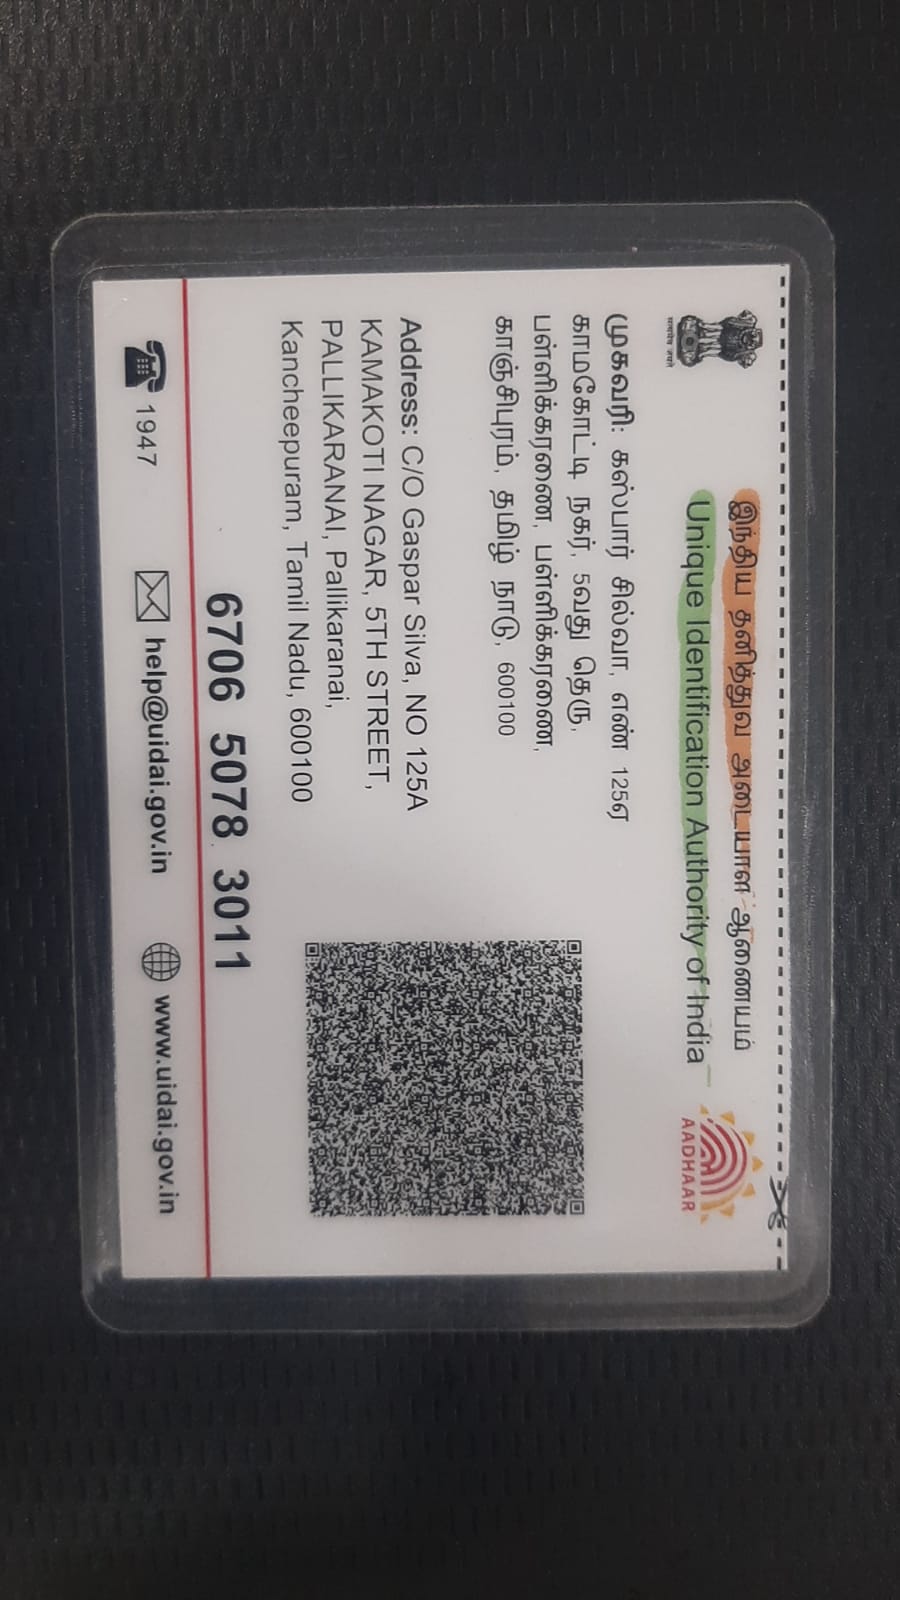 இந்திய தனித்துவ அடையாள ஆணையம்
Unique Identification Authority of India
AADHAAR
முகவரி: கஸ்பார் சில்வா, எண் 125ஏ
காமகோட்டி நகர், 5வது தெரு,
பள்ளிக்கரணை, பள்ளிக்கரணை,
காஞ்சிபுரம், தமிழ் நாடு, 600100
Address: C/O Gaspar Silva, NO 125A
KAMAKOTI NAGAR, 5TH STREET,
PALLIKARANAI, Pallikaranai,
Kancheepuram, Tamil Nadu, 600100
6706 5078 3011
1947
help@uidai.gov.in
www.uidai.gov.in